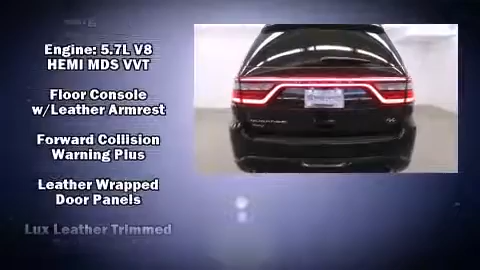 Engine: 5.7L V8
HEMI MDS VVT
Floor Console
w/Leather Armrest
Forward Collision
Warning Plus
Leather Wrapped
Door Panels
Lux Leather Trimmed
R/T